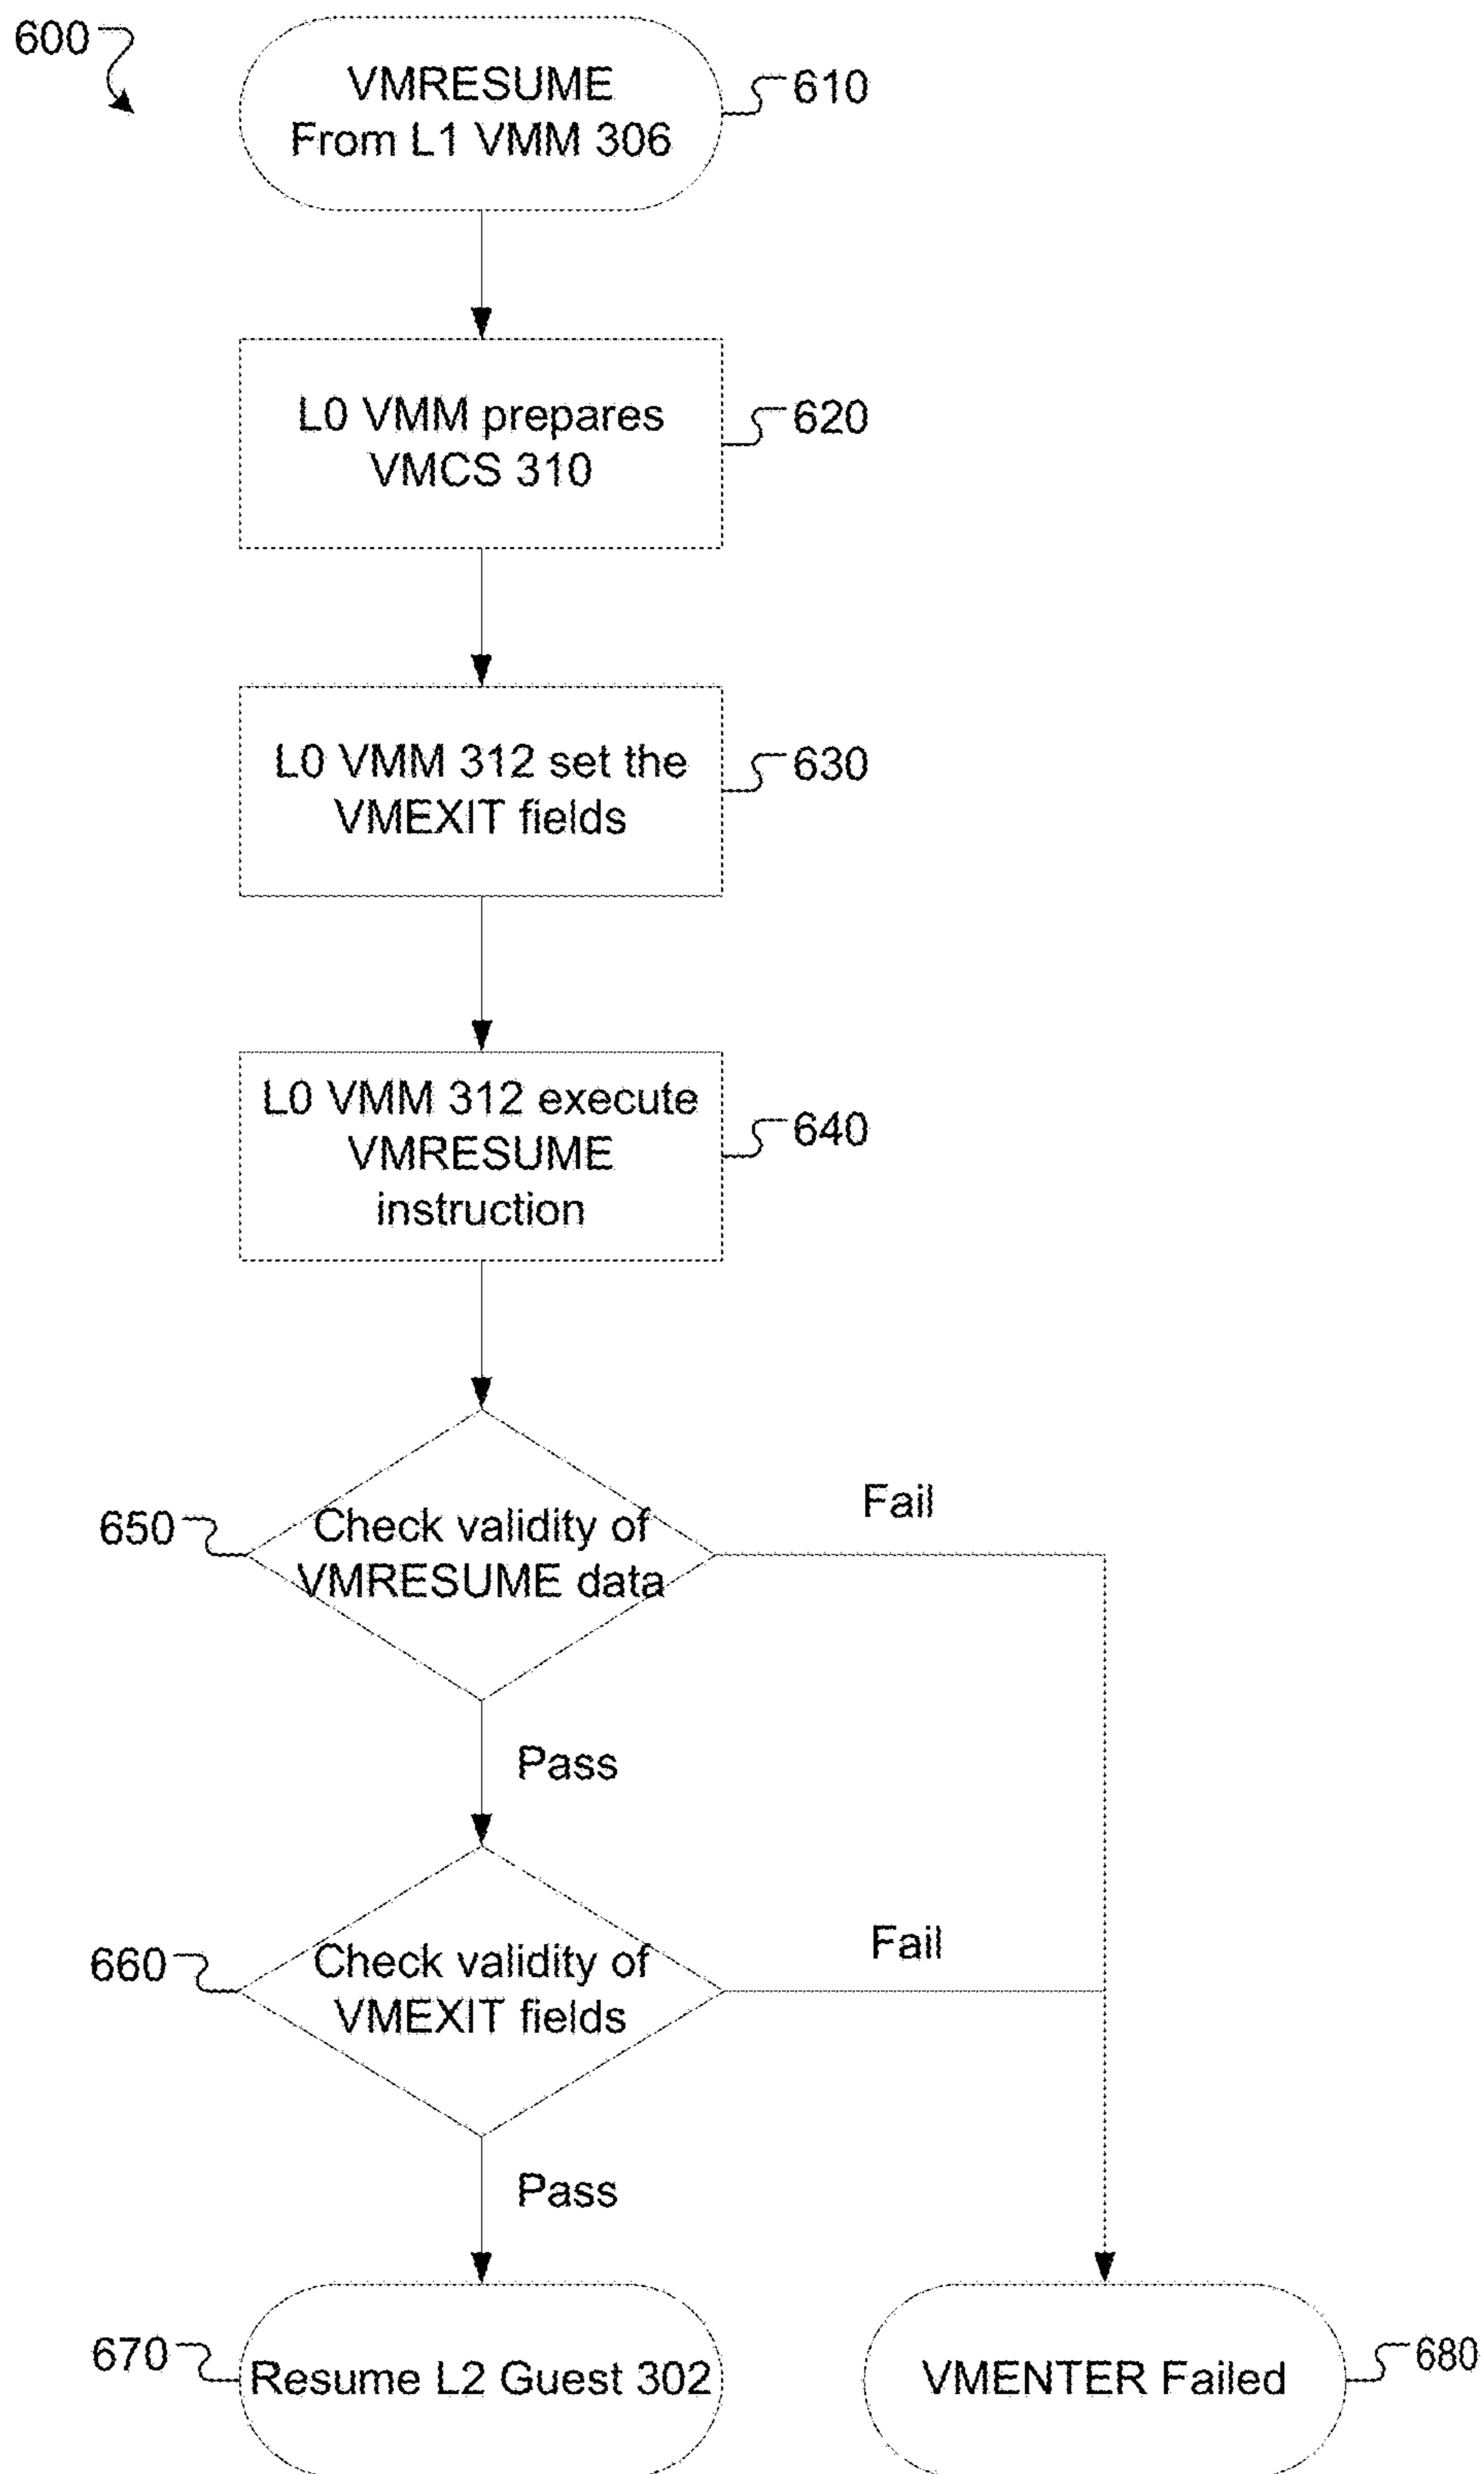 600
VMRESUME
From L1 VMM 306
610
L0 VMM prepares
VMCS 310
620
L0 VMM 312 set the
VMEXIT fields
630
L0 VMM 312 execute
VMRESUME
instruction
640
650
Check validity of
VMRESUME data
Fail
Pass
660
Check validity of
VMEXIT fields
Fail
Pass
670
Resume L2 Guest 302
VMENTER Failed
680